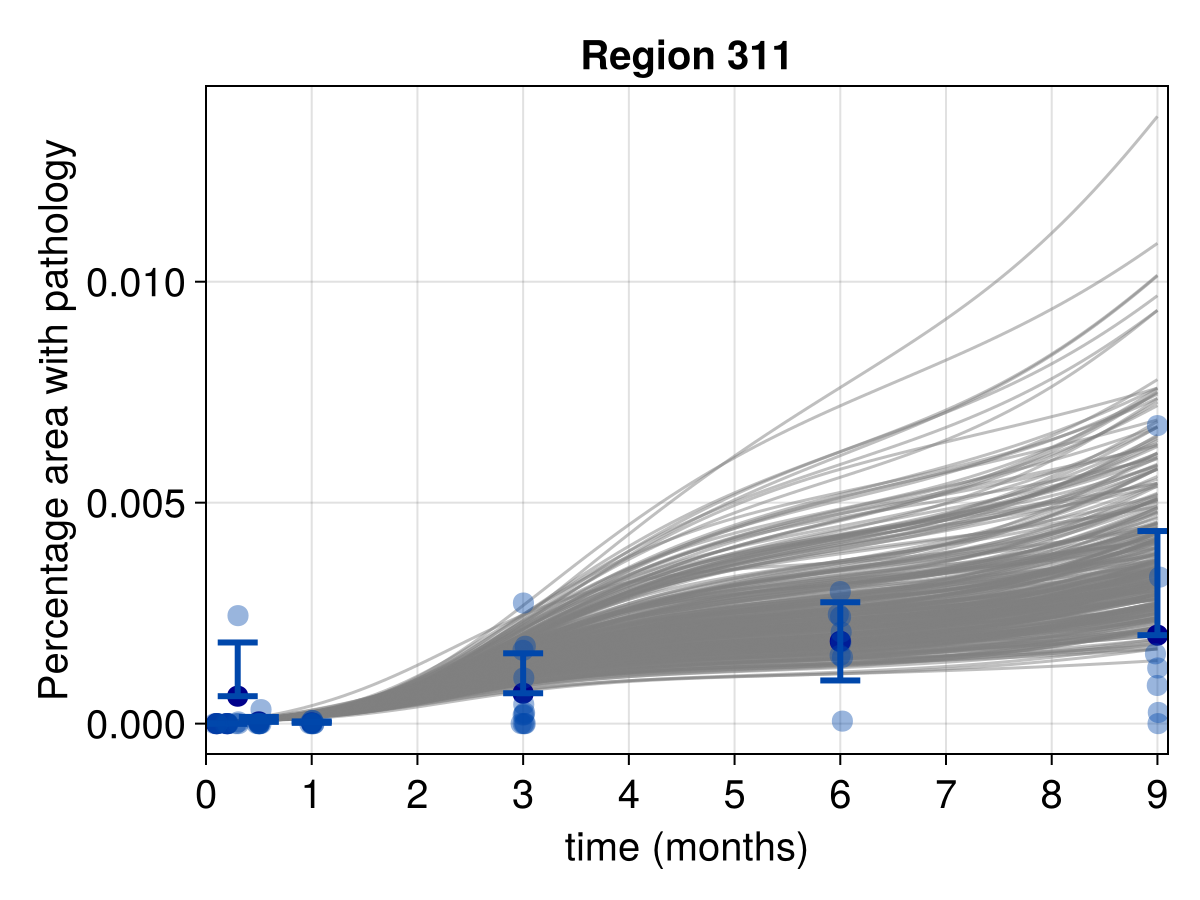 Region 311
Percentage area with pathology
0.010
0.005
0.000
0 1 2 3 4 5 6 7 8 9
time (months)